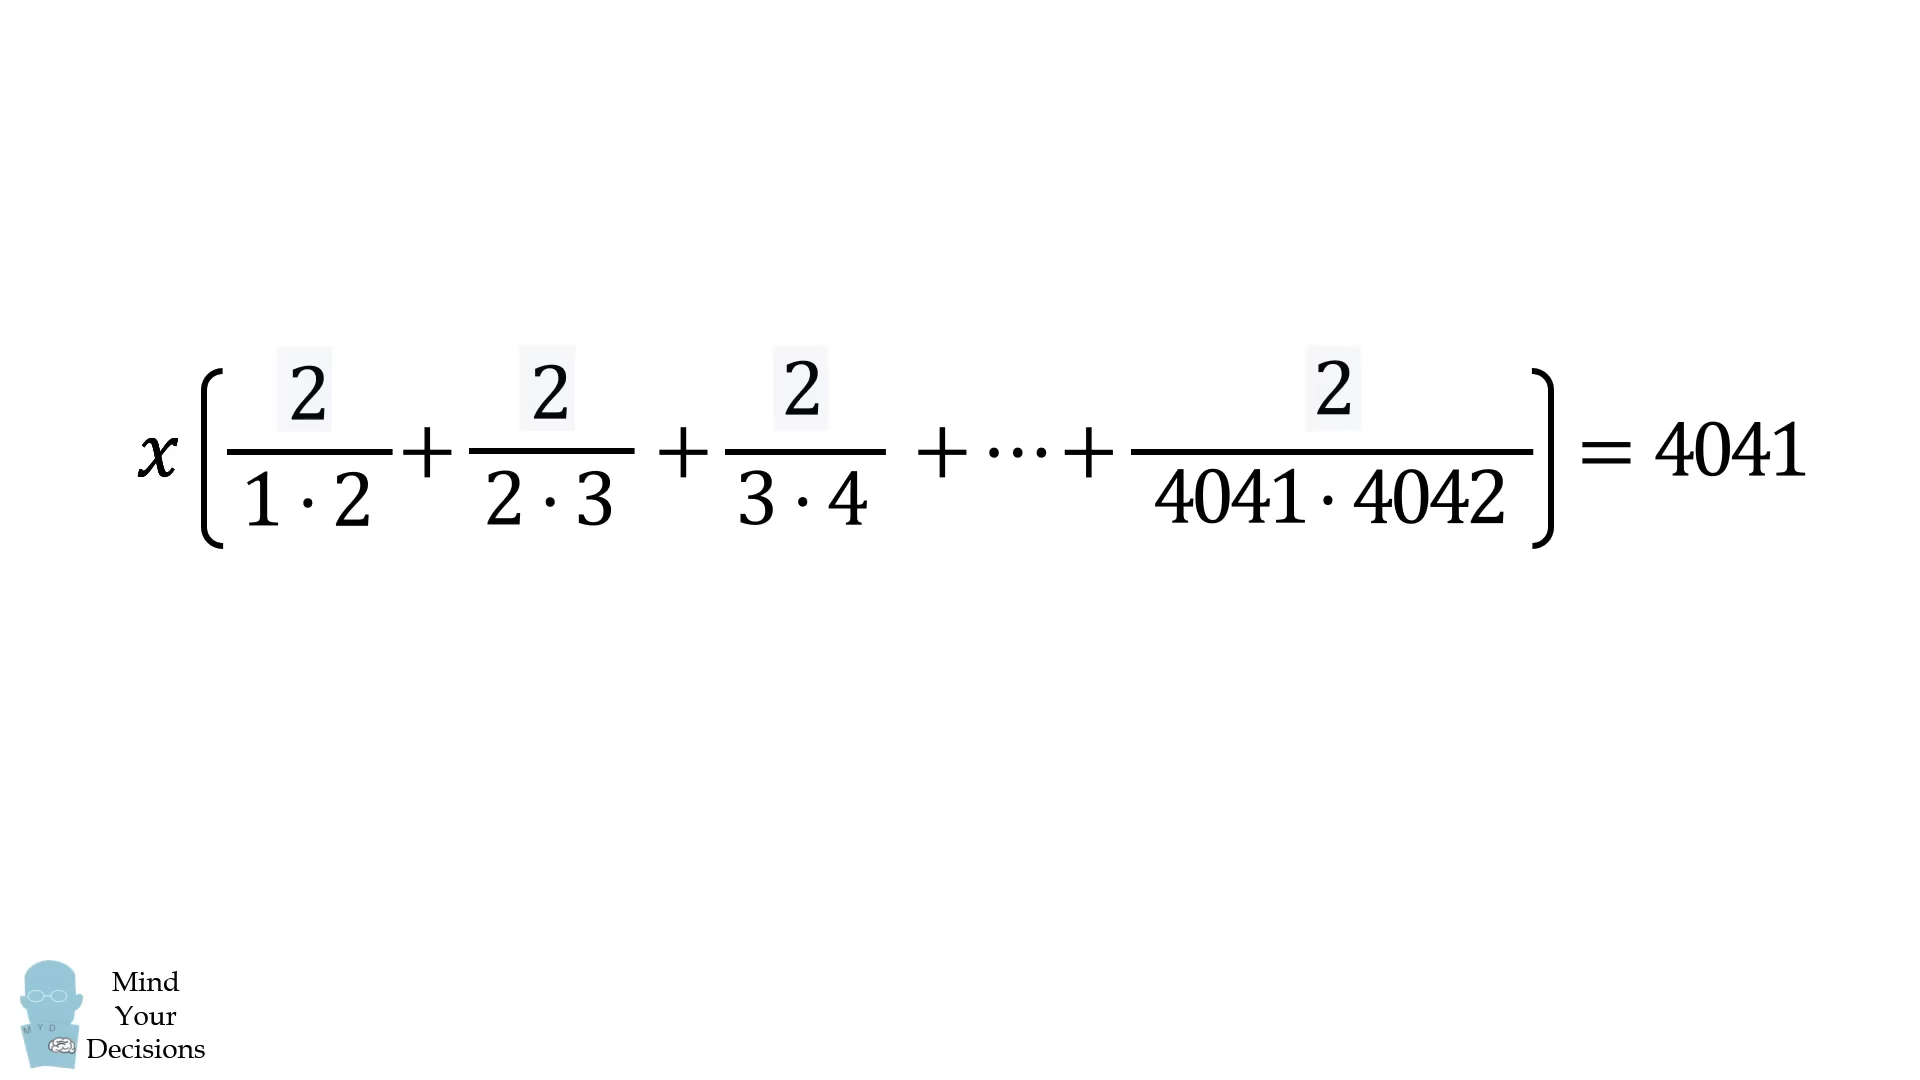 x(2/(1 · 2) + 2/(2 · 3) + 2/(3 · 4) + ··· + 2/(4041 · 4042)) = 4041
M Y D
Mind
Your
Decisions